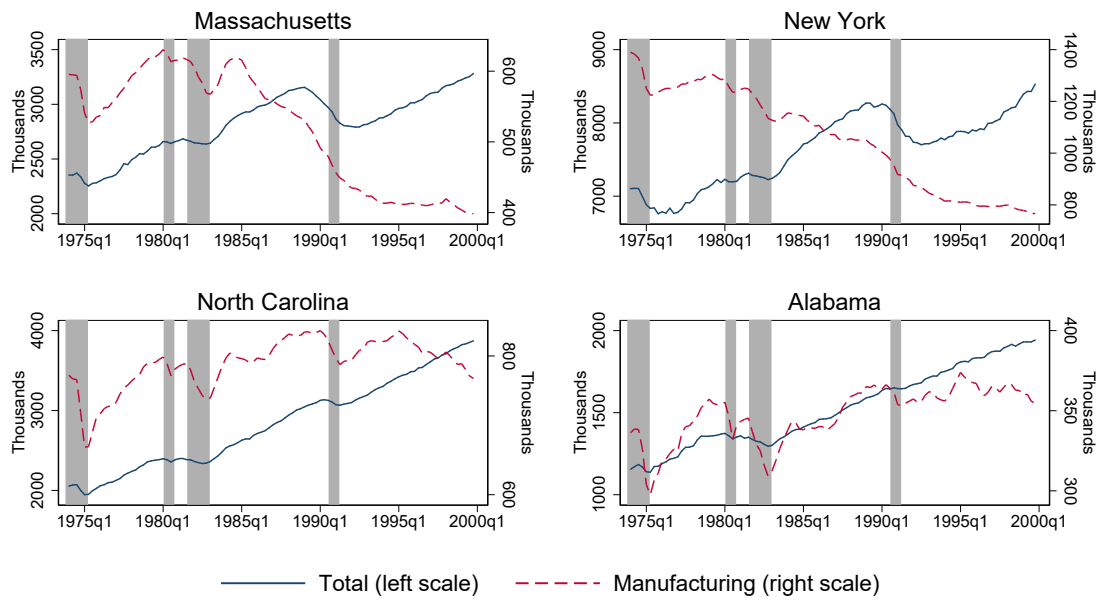 Massachusetts
Thousands
3500
3000
2500
2000
600
500
400
Thousands
1975q1 1980q1 1985q1 1990q1 1995q1 2000q1
New York
Thousands
9000
8000
7000
1400
1200
1000
800
Thousands
1975q1 1980q1 1985q1 1990q1 1995q1 2000q1
North Carolina
Thousands
4000
3000
2000
800
600
Thousands
1975q1 1980q1 1985q1 1990q1 1995q1 2000q1
Alabama
Thousands
2000
1500
1000
400
350
300
Thousands
1975q1 1980q1 1985q1 1990q1 1995q1 2000q1
Total (left scale) Manufacturing (right scale)